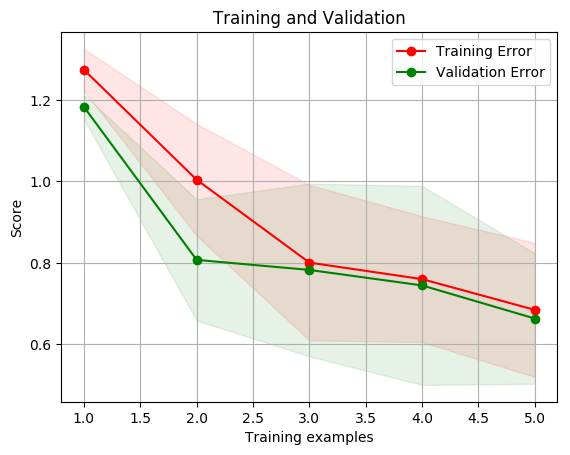 Training and Validation
Training Error
Validation Error
Score
1.2
1.0
0.8
0.6
1.0 1.5 2.0 2.5 3.0 3.5 4.0 4.5 5.0
Training examples